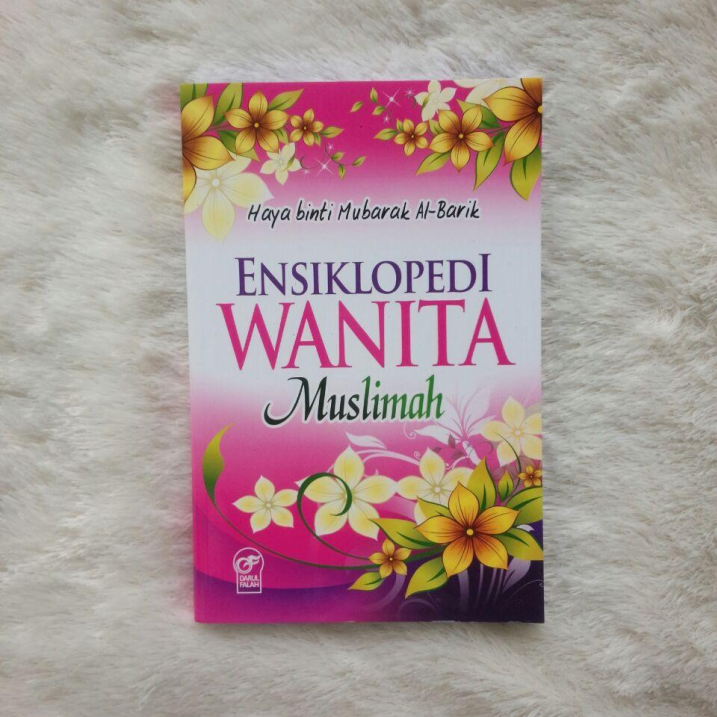 Haya binti Mubarak Al-Barik
ENSIKLOPEDI
WANITA
Muslimah
DARUL
FALAH